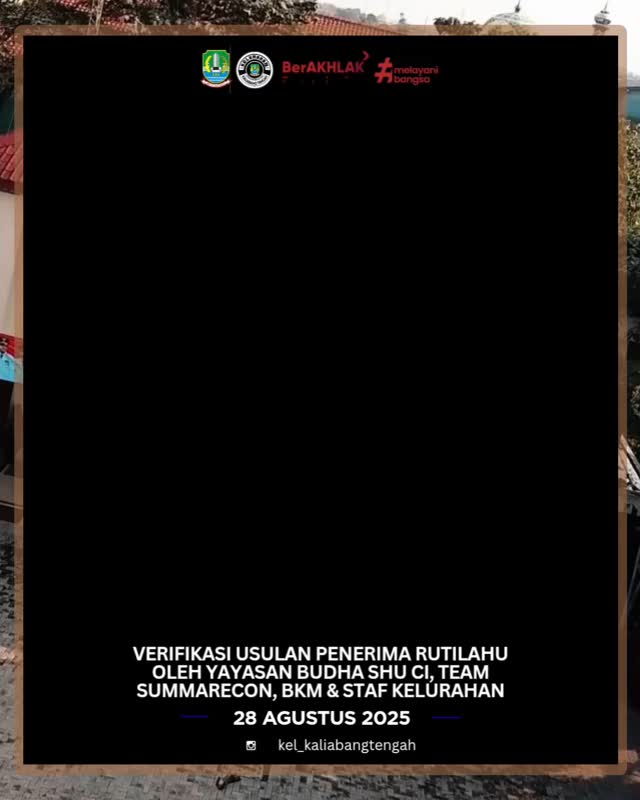 BerAKHLAK
#melayani
bangsa
VERIFIKASI USULAN PENERIMA RUTILAHU
OLEH YAYASAN BUDHA SHU CI, TEAM
SUMMARECON, BKM & STAF KELURAHAN
28 AGUSTUS 2025
kel_kaliabangtengah